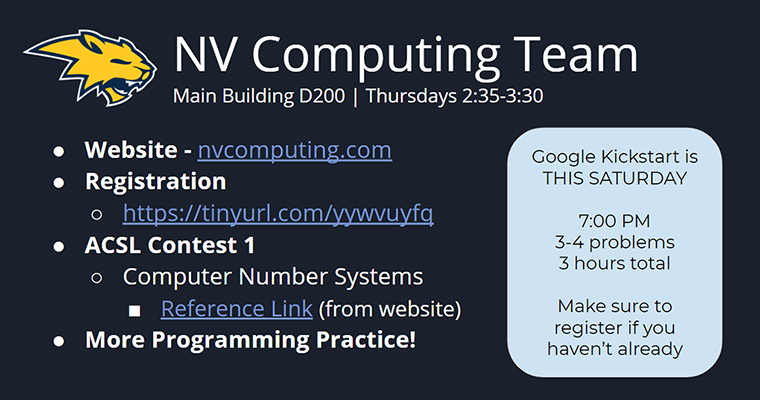 NV Computing Team
Main Building D200 | Thursdays 2:35-3:30
● Website - nvcomputing.com
● Registration
○ https://tinyurl.com/yywvuyfq
● ACSL Contest 1
○ Computer Number Systems
■ Reference Link (from website)
● More Programming Practice!
Google Kickstart is
THIS SATURDAY
7:00 PM
3-4 problems
3 hours total
Make sure to
register if you
haven’t already